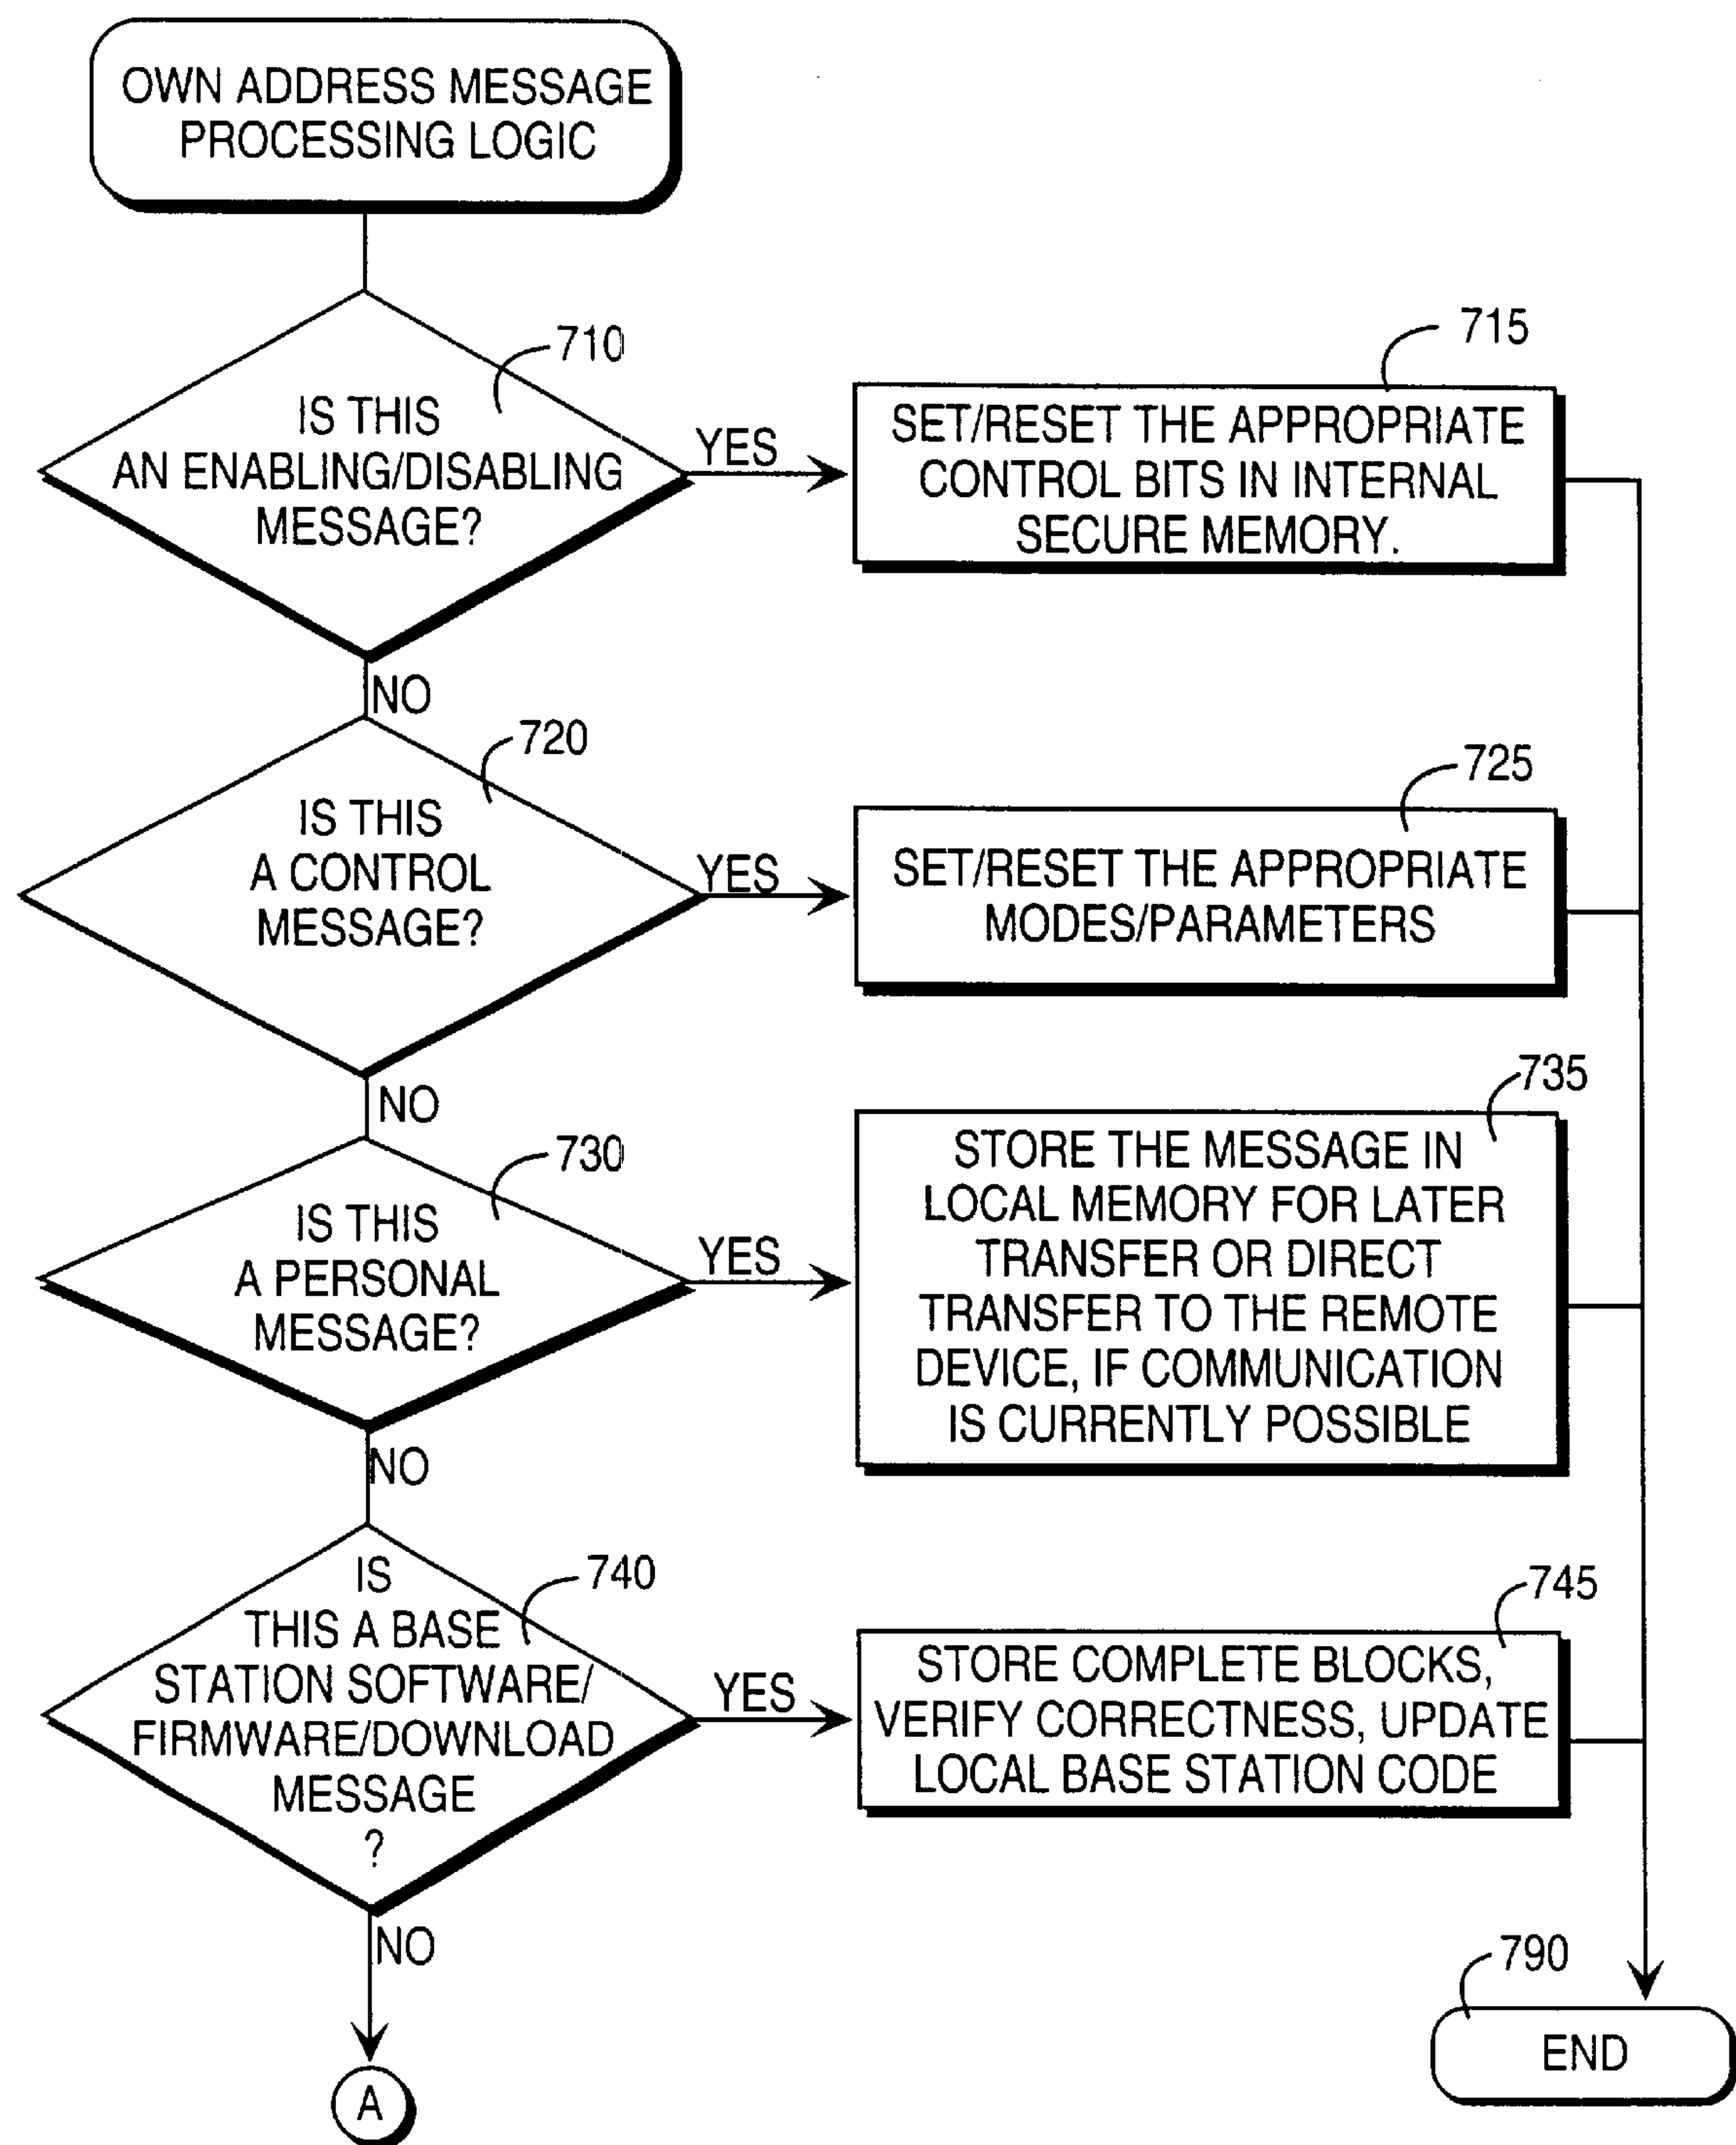 OWN ADDRESS MESSAGE
PROCESSING LOGIC
710
IS THIS
AN ENABLING/DISABLING
MESSAGE?
YES
715
SET/RESET THE APPROPRIATE
CONTROL BITS IN INTERNAL
SECURE MEMORY.
NO
720
IS THIS
A CONTROL
MESSAGE?
YES
725
SET/RESET THE APPROPRIATE
MODES/PARAMETERS
NO
730
IS THIS
A PERSONAL
MESSAGE?
YES
735
STORE THE MESSAGE IN
LOCAL MEMORY FOR LATER
TRANSFER OR DIRECT
TRANSFER TO THE REMOTE
DEVICE, IF COMMUNICATION
IS CURRENTLY POSSIBLE
NO
740
IS
THIS A BASE
STATION SOFTWARE/
FIRMWARE/DOWNLOAD
MESSAGE
?
YES
745
STORE COMPLETE BLOCKS,
VERIFY CORRECTNESS, UPDATE
LOCAL BASE STATION CODE
NO
A
790
END